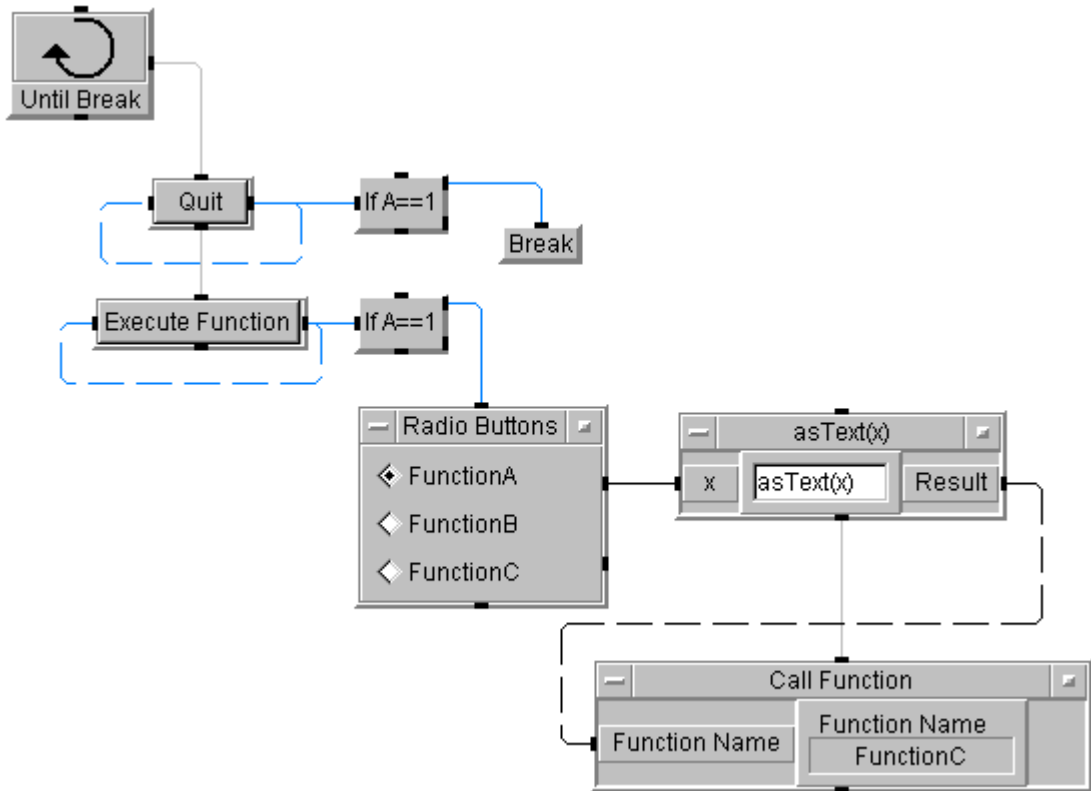 Until Break
Quit
If A==1
Break
Execute Function
If A==1
Radio Buttons
FunctionA
FunctionB
FunctionC
asText(x)
x
asText(x)
Result
Call Function
Function Name
Function Name
FunctionC